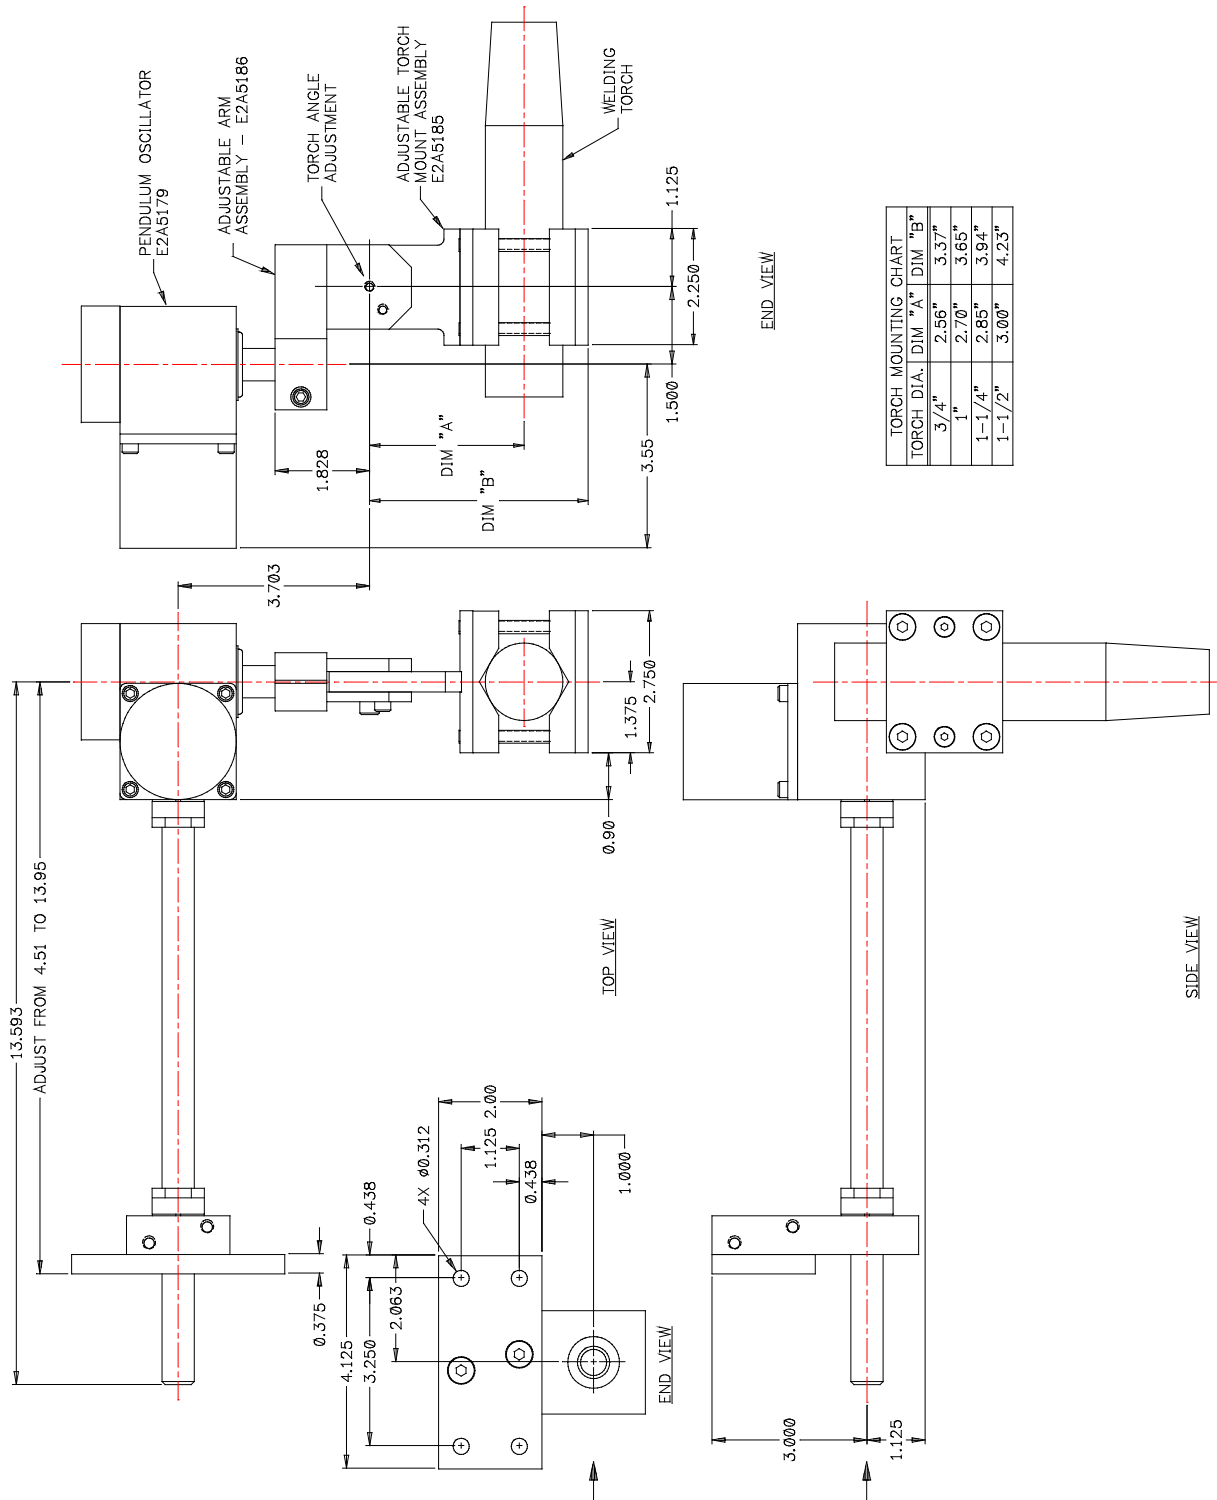 PENDULUM OSCILLATOR
E2A5179
ADJUSTABLE ARM
ASSEMBLY – E2A5186
TORCH ANGLE
ADJUSTMENT
ADJUSTABLE TORCH
MOUNT ASSEMBLY
E2A5185
WELDING
TORCH
1.828
DIM "A"
DIM "B"
3.55
1.500
2.250
1.125
END VIEW
13.593
ADJUST FROM 4.51 TO 13.95
3.703
0.375
0.90
1.375
2.750
TOP VIEW
4.125
3.250
2.063
0.438
4X ø0.312
1.125
2.00
0.438
1.000
END VIEW
3.000
1.125
SIDE VIEW
TORCH MOUNTING CHART
TORCH DIA. DIM "A" DIM "B"
3/4" 2.56" 3.37"
1" 2.70" 3.65"
1-1/4" 2.85" 3.94"
1-1/2" 3.00" 4.23"